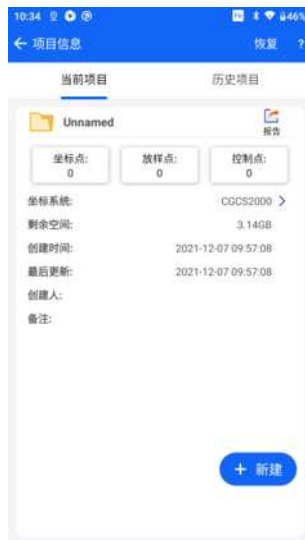 10:34 46%
← 项目信息 恢复 ?
当前项目 历史项目
Unnamed 报告
坐标点: 放样点: 控制点:
0 0 0
坐标系统: CGCS2000 >
剩余空间: 3.14GB
创建时间: 2021-12-07 09:57:08
最后更新: 2021-12-07 09:57:08
创建人:
备注:
+ 新建